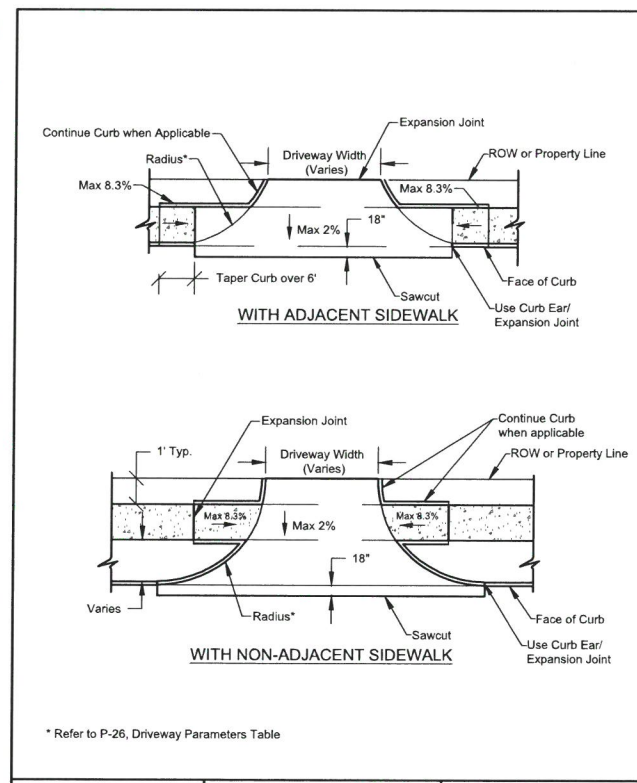 Expansion Joint
Continue Curb when Applicable
Driveway Width
(Varies)
ROW or Property Line
Radius*
Max 8.3%
Max 8.3%
18"
Max 2%
Taper Curb over 6'
Face of Curb
Sawcut
Use Curb Ear/
Expansion Joint
WITH ADJACENT SIDEWALK
Expansion Joint
Continue Curb
when applicable
1' Typ.
Driveway Width
(Varies)
ROW or Property Line
Max 8.3%
Max 8.3%
Max 2%
18"
Varies
Radius*
Face of Curb
Sawcut
Use Curb Ear/
Expansion Joint
WITH NON-ADJACENT SIDEWALK
* Refer to P-26, Driveway Parameters Table